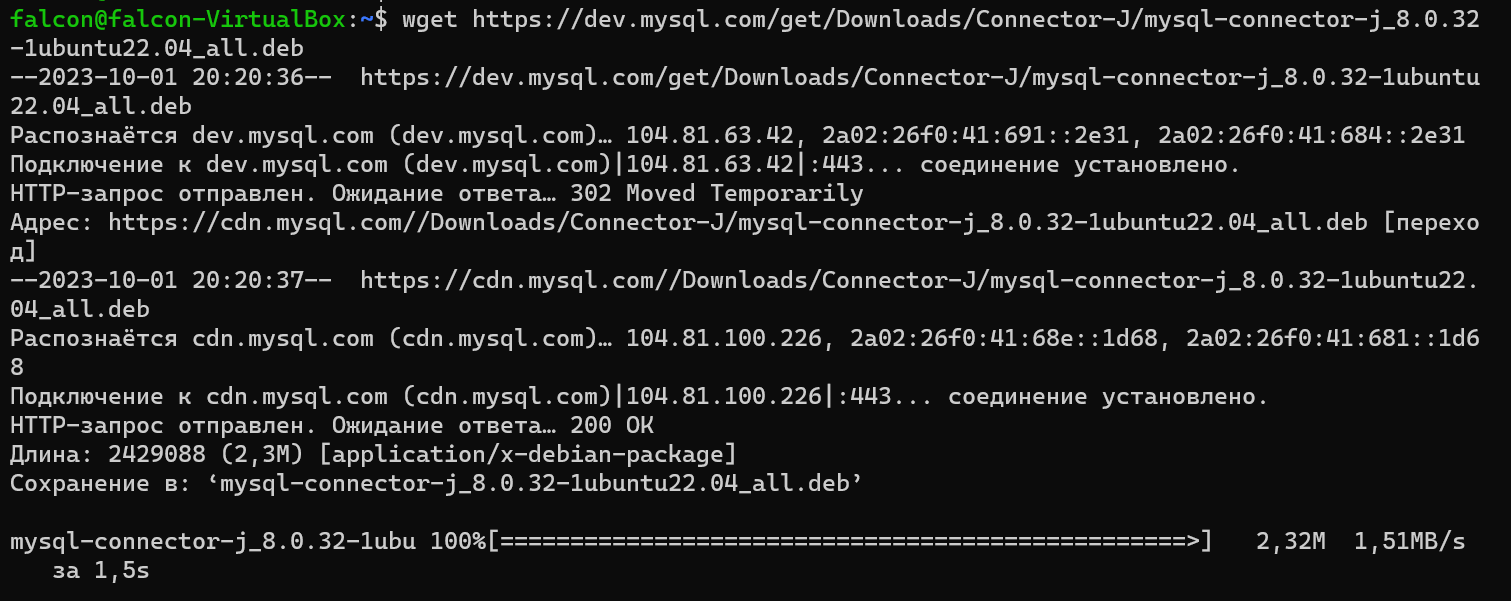 falcon@falcon-VirtualBox:~$ wget https://dev.mysql.com/get/Downloads/Connector-J/mysql-connector-j_8.0.32
-1ubuntu22.04_all.deb
--2023-10-01 20:20:36--  https://dev.mysql.com/get/Downloads/Connector-J/mysql-connector-j_8.0.32-1ubuntu
22.04_all.deb
Распознаётся dev.mysql.com (dev.mysql.com)… 104.81.63.42, 2a02:26f0:41:691::2e31, 2a02:26f0:41:684::2e31
Подключение к dev.mysql.com (dev.mysql.com)|104.81.63.42|:443... соединение установлено.
HTTP-запрос отправлен. Ожидание ответа… 302 Moved Temporarily
Адрес: https://cdn.mysql.com//Downloads/Connector-J/mysql-connector-j_8.0.32-1ubuntu22.04_all.deb [перехо
д]
--2023-10-01 20:20:37--  https://cdn.mysql.com//Downloads/Connector-J/mysql-connector-j_8.0.32-1ubuntu22.
04_all.deb
Распознаётся cdn.mysql.com (cdn.mysql.com)… 104.81.100.226, 2a02:26f0:41:68e::1d68, 2a02:26f0:41:681::1d6
8
Подключение к cdn.mysql.com (cdn.mysql.com)|104.81.100.226|:443... соединение установлено.
HTTP-запрос отправлен. Ожидание ответа… 200 OK
Длина: 2429088 (2,3M) [application/x-debian-package]
Сохранение в: ‘mysql-connector-j_8.0.32-1ubuntu22.04_all.deb’
mysql-connector-j_8.0.32-1ubu 100%[=================================================>]   2,32M  1,51MB/s
за 1,5s